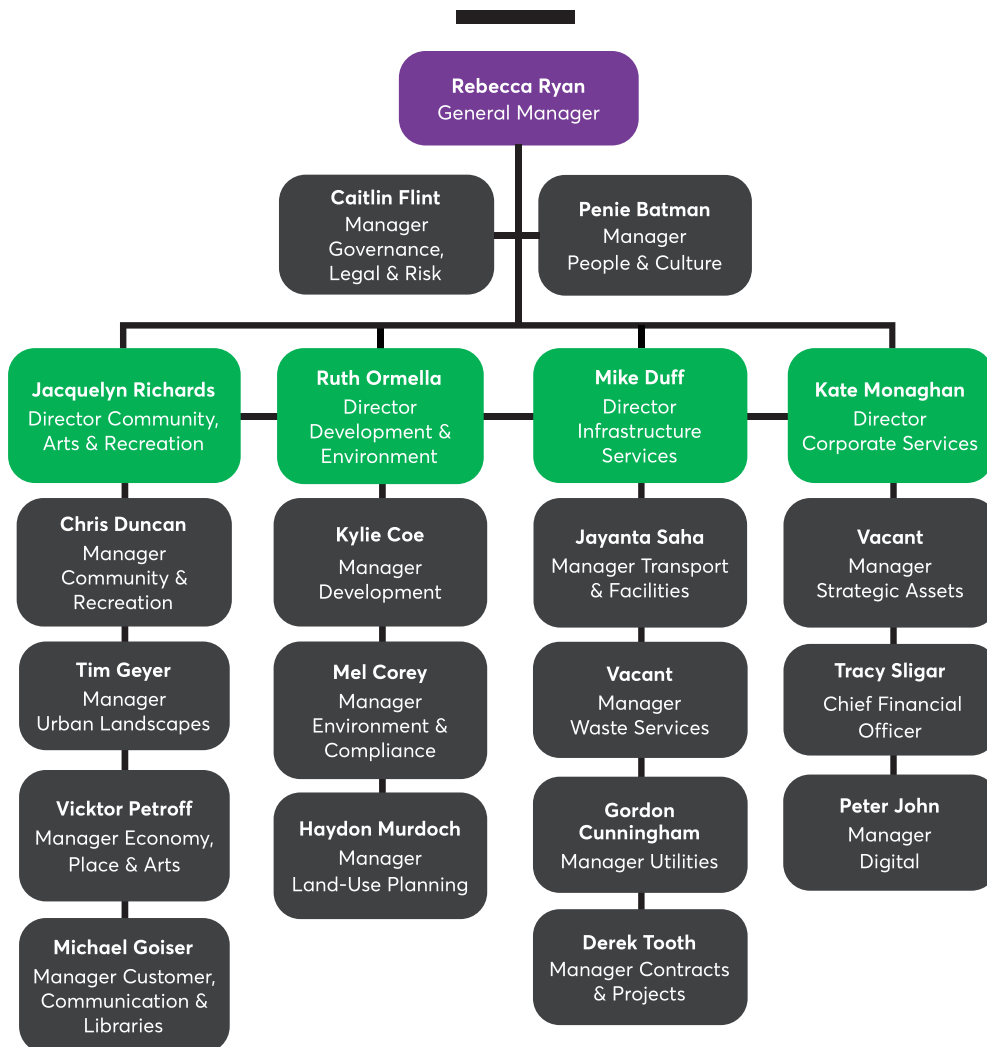 Rebecca Ryan
General Manager
Caitlin Flint
Manager
Governance,
Legal & Risk
Penie Batman
Manager
People & Culture
Jacquelyn Richards
Director Community,
Arts & Recreation
Ruth Ormella
Director
Development &
Environment
Mike Duff
Director
Infrastructure
Services
Kate Monaghan
Director
Corporate Services
Chris Duncan
Manager
Community &
Recreation
Tim Geyer
Manager
Urban Landscapes
Vicktor Petroff
Manager Economy,
Place & Arts
Michael Goiser
Manager Customer,
Communication &
Libraries
Kylie Coe
Manager
Development
Mel Corey
Manager
Environment &
Compliance
Haydon Murdoch
Manager
Land-Use Planning
Jayanta Saha
Manager Transport
& Facilities
Vacant
Manager
Waste Services
Gordon
Cunningham
Manager Utilities
Derek Tooth
Manager Contracts
& Projects
Vacant
Manager
Strategic Assets
Tracy Sligar
Chief Financial
Officer
Peter John
Manager
Digital